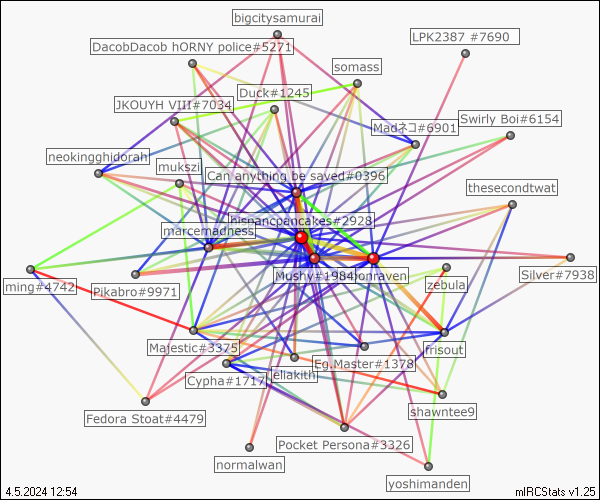 bigcitysamurai
LPK2387 #7690
DacobDacob hORNY police#5271
somass
Duck#1245
JKOUYH VIII#7034
Swirly Boi#6154
Madネコ#6901
neokingghidorah
mukszi
Can anything be saved#0396
thesecondtwat
hispancpancakes#2928
marcemadness
Mushy#1984
onraven
Silver#7938
zebula
ming#4742
Pikabro#9971
Majestic#3375
frisout
Eg.Master#1378
eliakith
Cypha#1717
shawntee9
Fedora Stoat#4479
Pocket Persona#3326
normalwan
yoshimanden
4.5.2024 12:54
mIRCStats v1.25